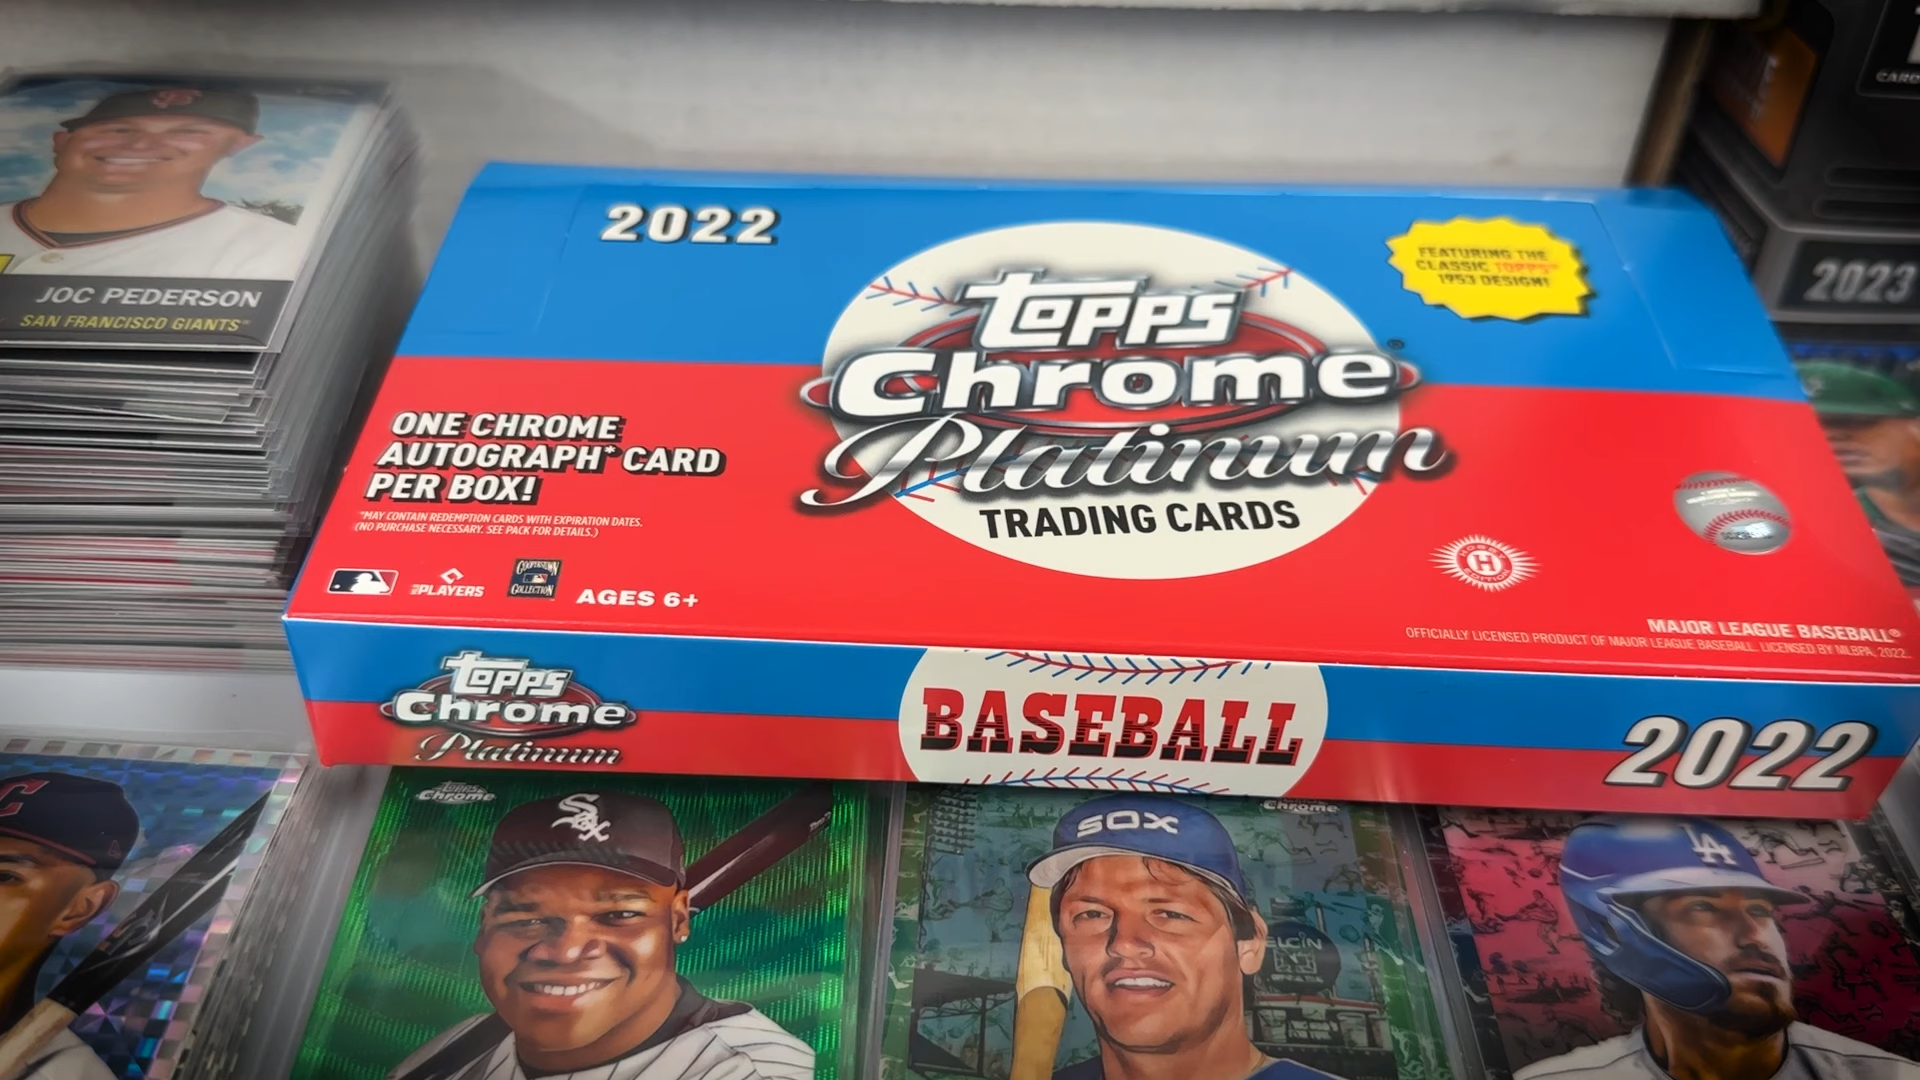 JOC PEDERSON
SAN FRANCISCO GIANTS
2022
Topps
Chrome
Platinum
TRADING CARDS
FEATURING THE
CLASSIC TOPPS
1953 DESIGN!
ONE CHROME
AUTOGRAPH* CARD
PER BOX!
*MAY CONTAIN REDEMPTION CARDS WITH EXPIRATION DATES.
(NO PURCHASE NECESSARY. SEE PACK FOR DETAILS.)
PLAYERS
COOPERSTOWN
COLLECTION
AGES 6+
HOBBY
H
EDITION
MAJOR LEAGUE BASEBALL®
OFFICIALLY LICENSED PRODUCT OF MAJOR LEAGUE BASEBALL. LICENSED BY MLBPA, 2022.
2023
Topps
Chrome
Platinum
BASEBALL
2022
C
Topps
Chrome
Sox
SOX
Chrome
LA